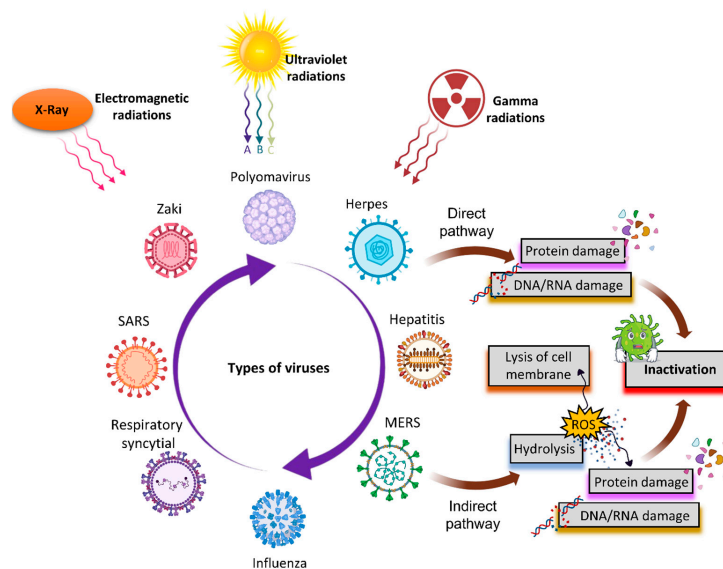 Ultraviolet
radiations
X-Ray
Electromagnetic
radiations
Gamma
radiations
A B C
Polyomavirus
Zaki
Herpes
Direct
pathway
Protein damage
DNA/RNA damage
SARS
Hepatitis
Types of viruses
Lysis of cell
membrane
Inactivation
Respiratory
syncytial
MERS
ROS
Hydrolysis
Protein damage
Indirect
pathway
DNA/RNA damage
Influenza